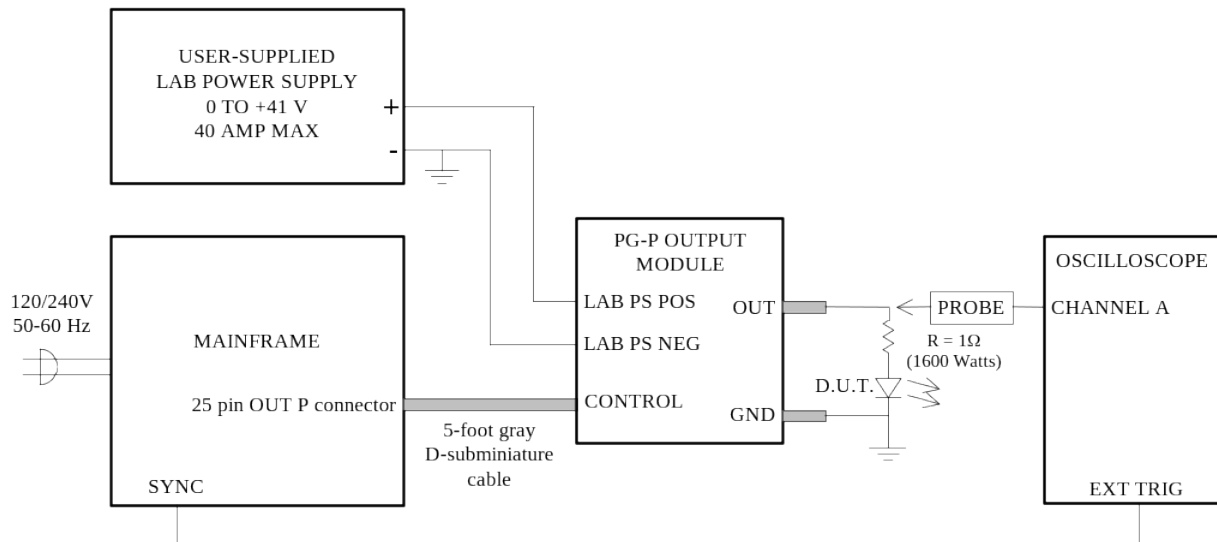 USER-SUPPLIED
LAB POWER SUPPLY
0 TO +41 V
40 AMP MAX
+
-
120/240V
50-60 Hz
MAINFRAME
25 pin OUT P connector
SYNC
5-foot gray
D-subminiature
cable
PG-P OUTPUT
MODULE
LAB PS POS
LAB PS NEG
CONTROL
OUT
GND
PROBE
R = 1Ω
(1600 Watts)
D.U.T.
OSCILLOSCOPE
CHANNEL A
EXT TRIG